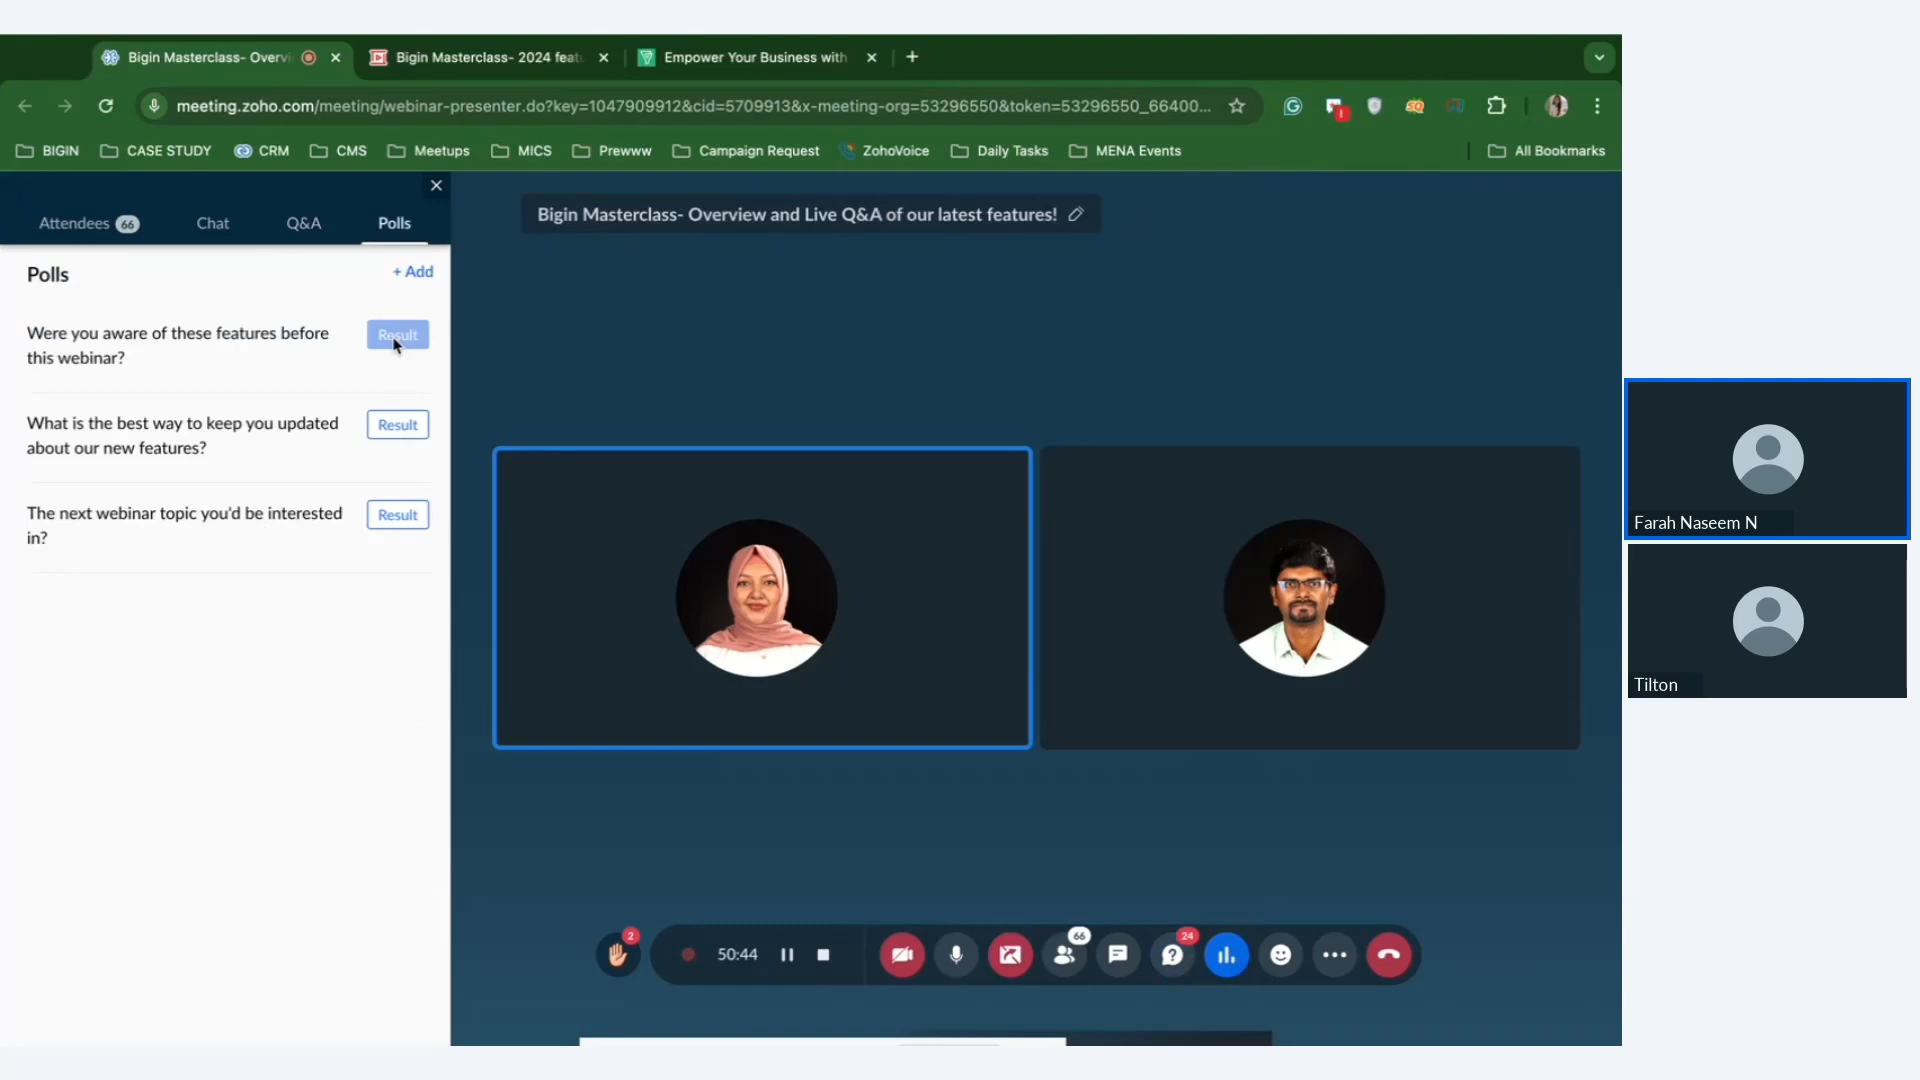 Bigin Masterclass- Overvi
Bigin Masterclass- 2024 feat
Empower Your Business with
meeting.zoho.com/meeting/webinar-presenter.do?key=1047909912&cid=5709913&x-meeting-org=53296550&token=53296550_66400...
BIGIN
CASE STUDY
CRM
CMS
Meetups
MICS
Prewww
Campaign Request
ZohoVoice
Daily Tasks
MENA Events
All Bookmarks
Attendees 66
Chat
Q&A
Polls
Bigin Masterclass- Overview and Live Q&A of our latest features!
Polls
+ Add
Were you aware of these features before
this webinar?
Result
What is the best way to keep you updated
about our new features?
Result
The next webinar topic you'd be interested
in?
Result
Farah Naseem N
Tilton
2
50:44
66
24